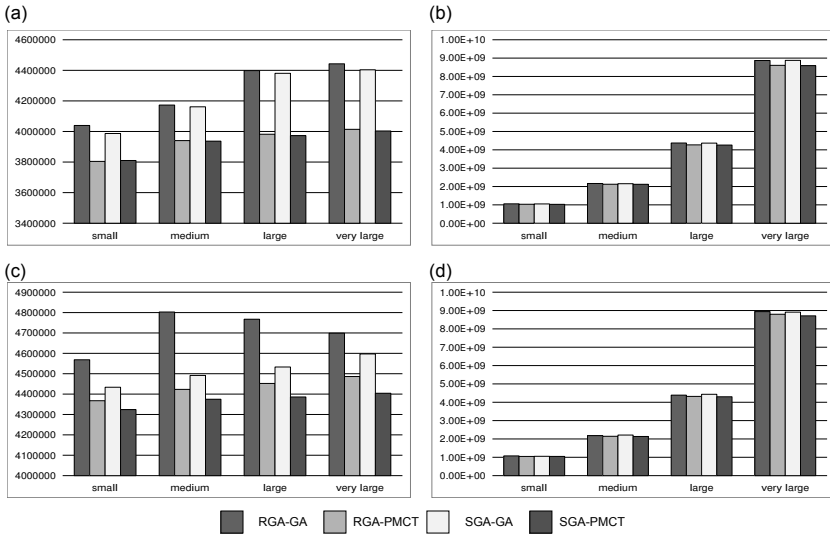 (a)
4600000
4400000
4200000
4000000
3800000
3600000
3400000
small medium large very large
(b)
1.00E+10
9.00E+09
8.00E+09
7.00E+09
6.00E+09
5.00E+09
4.00E+09
3.00E+09
2.00E+09
1.00E+09
0.00E+00
small medium large very large
(c)
4900000
4800000
4700000
4600000
4500000
4400000
4300000
4200000
4100000
4000000
small medium large very large
(d)
1.00E+10
9.00E+09
8.00E+09
7.00E+09
6.00E+09
5.00E+09
4.00E+09
3.00E+09
2.00E+09
1.00E+09
0.00E+00
small medium large very large
RGA-GA RGA-PMCT SGA-GA SGA-PMCT